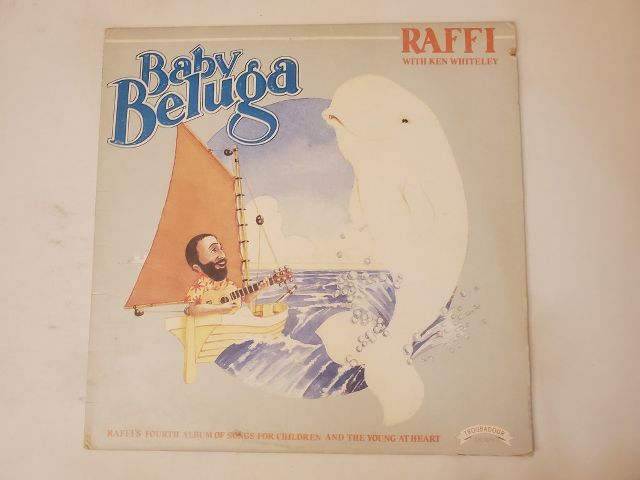 Baby
Beluga
RAFFI
WITH KEN WHITELEY
RAFFI'S FOURTH ALBUM OF SONGS FOR CHILDREN AND THE YOUNG AT HEART
TROUBADOUR